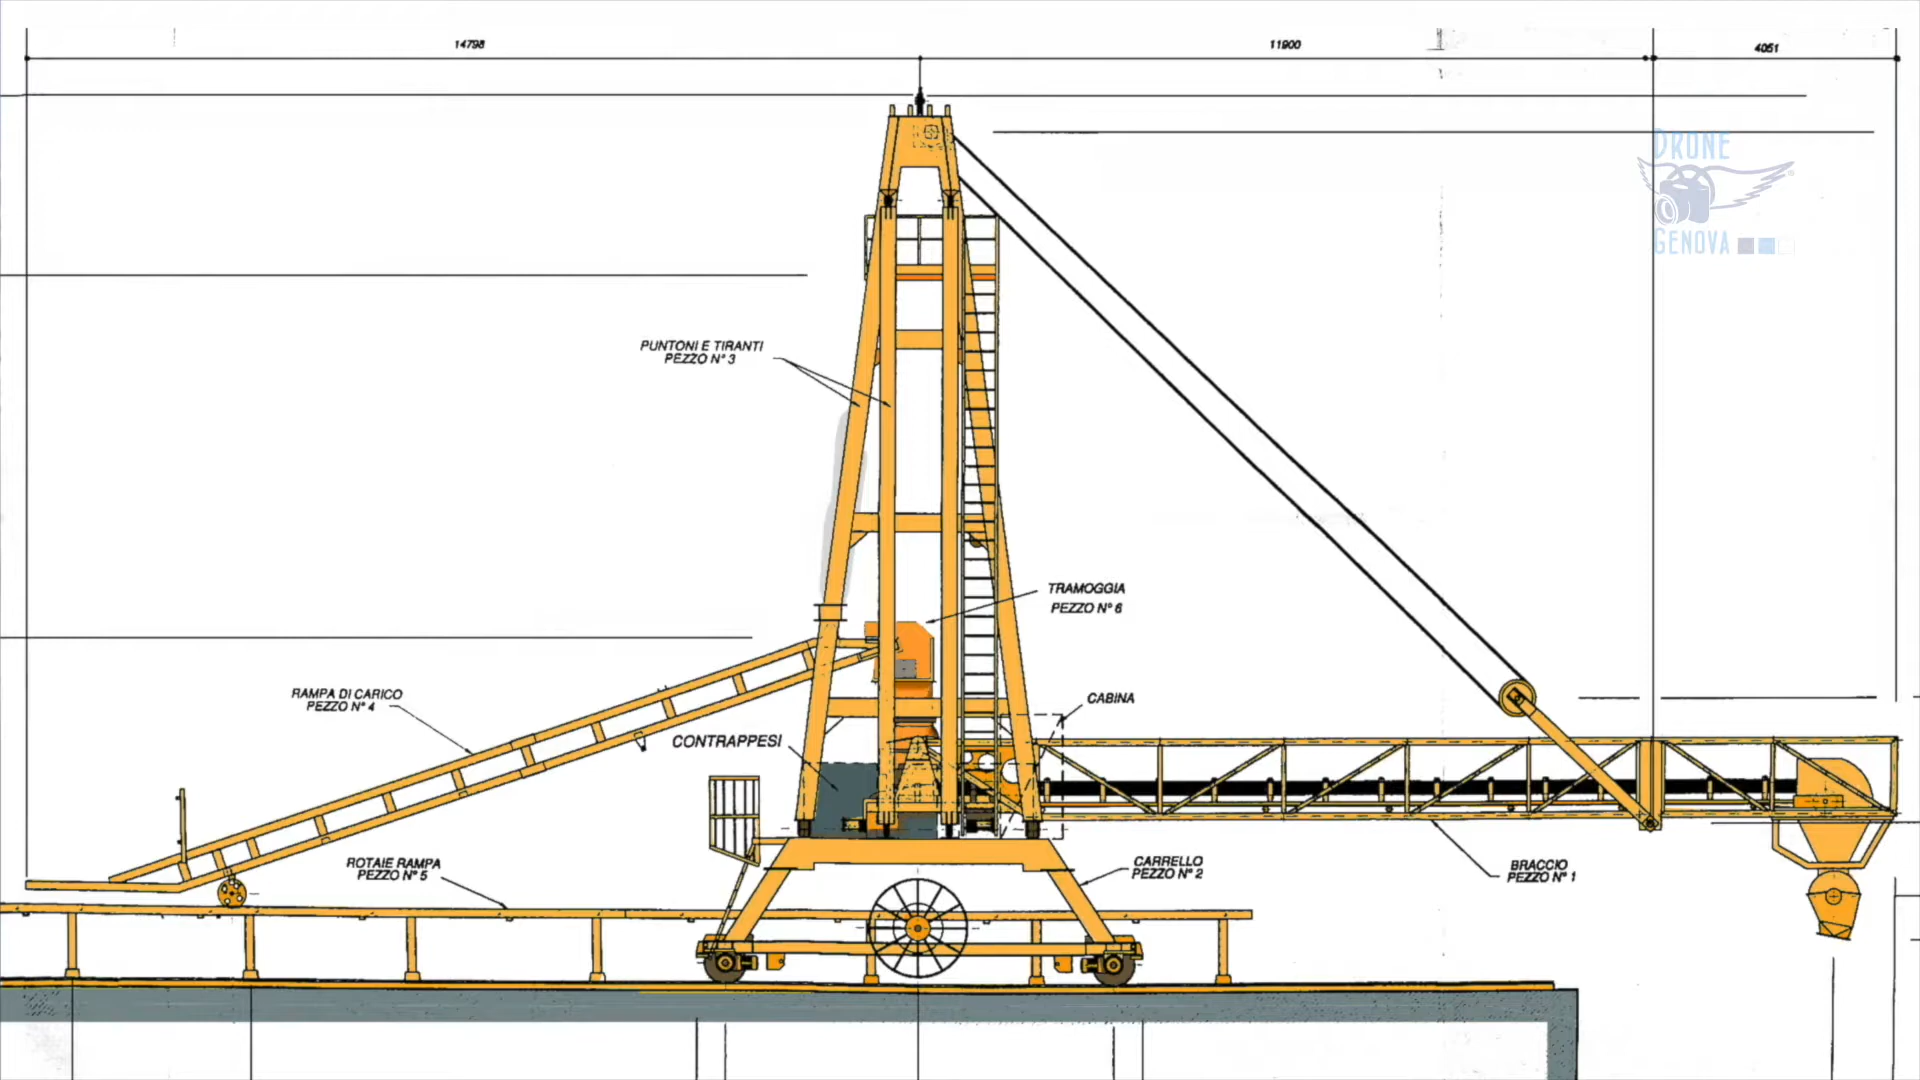 14798
11900
4051
DRONE
GENOVA
PUNTONI E TIRANTI
PEZZO N° 3
TRAMOGGIA
PEZZO N° 6
RAMPA DI CARICO
PEZZO N° 4
CABINA
CONTRAPPESI
ROTAIE RAMPA
PEZZO N° 5
CARRELLO
PEZZO N° 2
BRACCIO
PEZZO N° 1